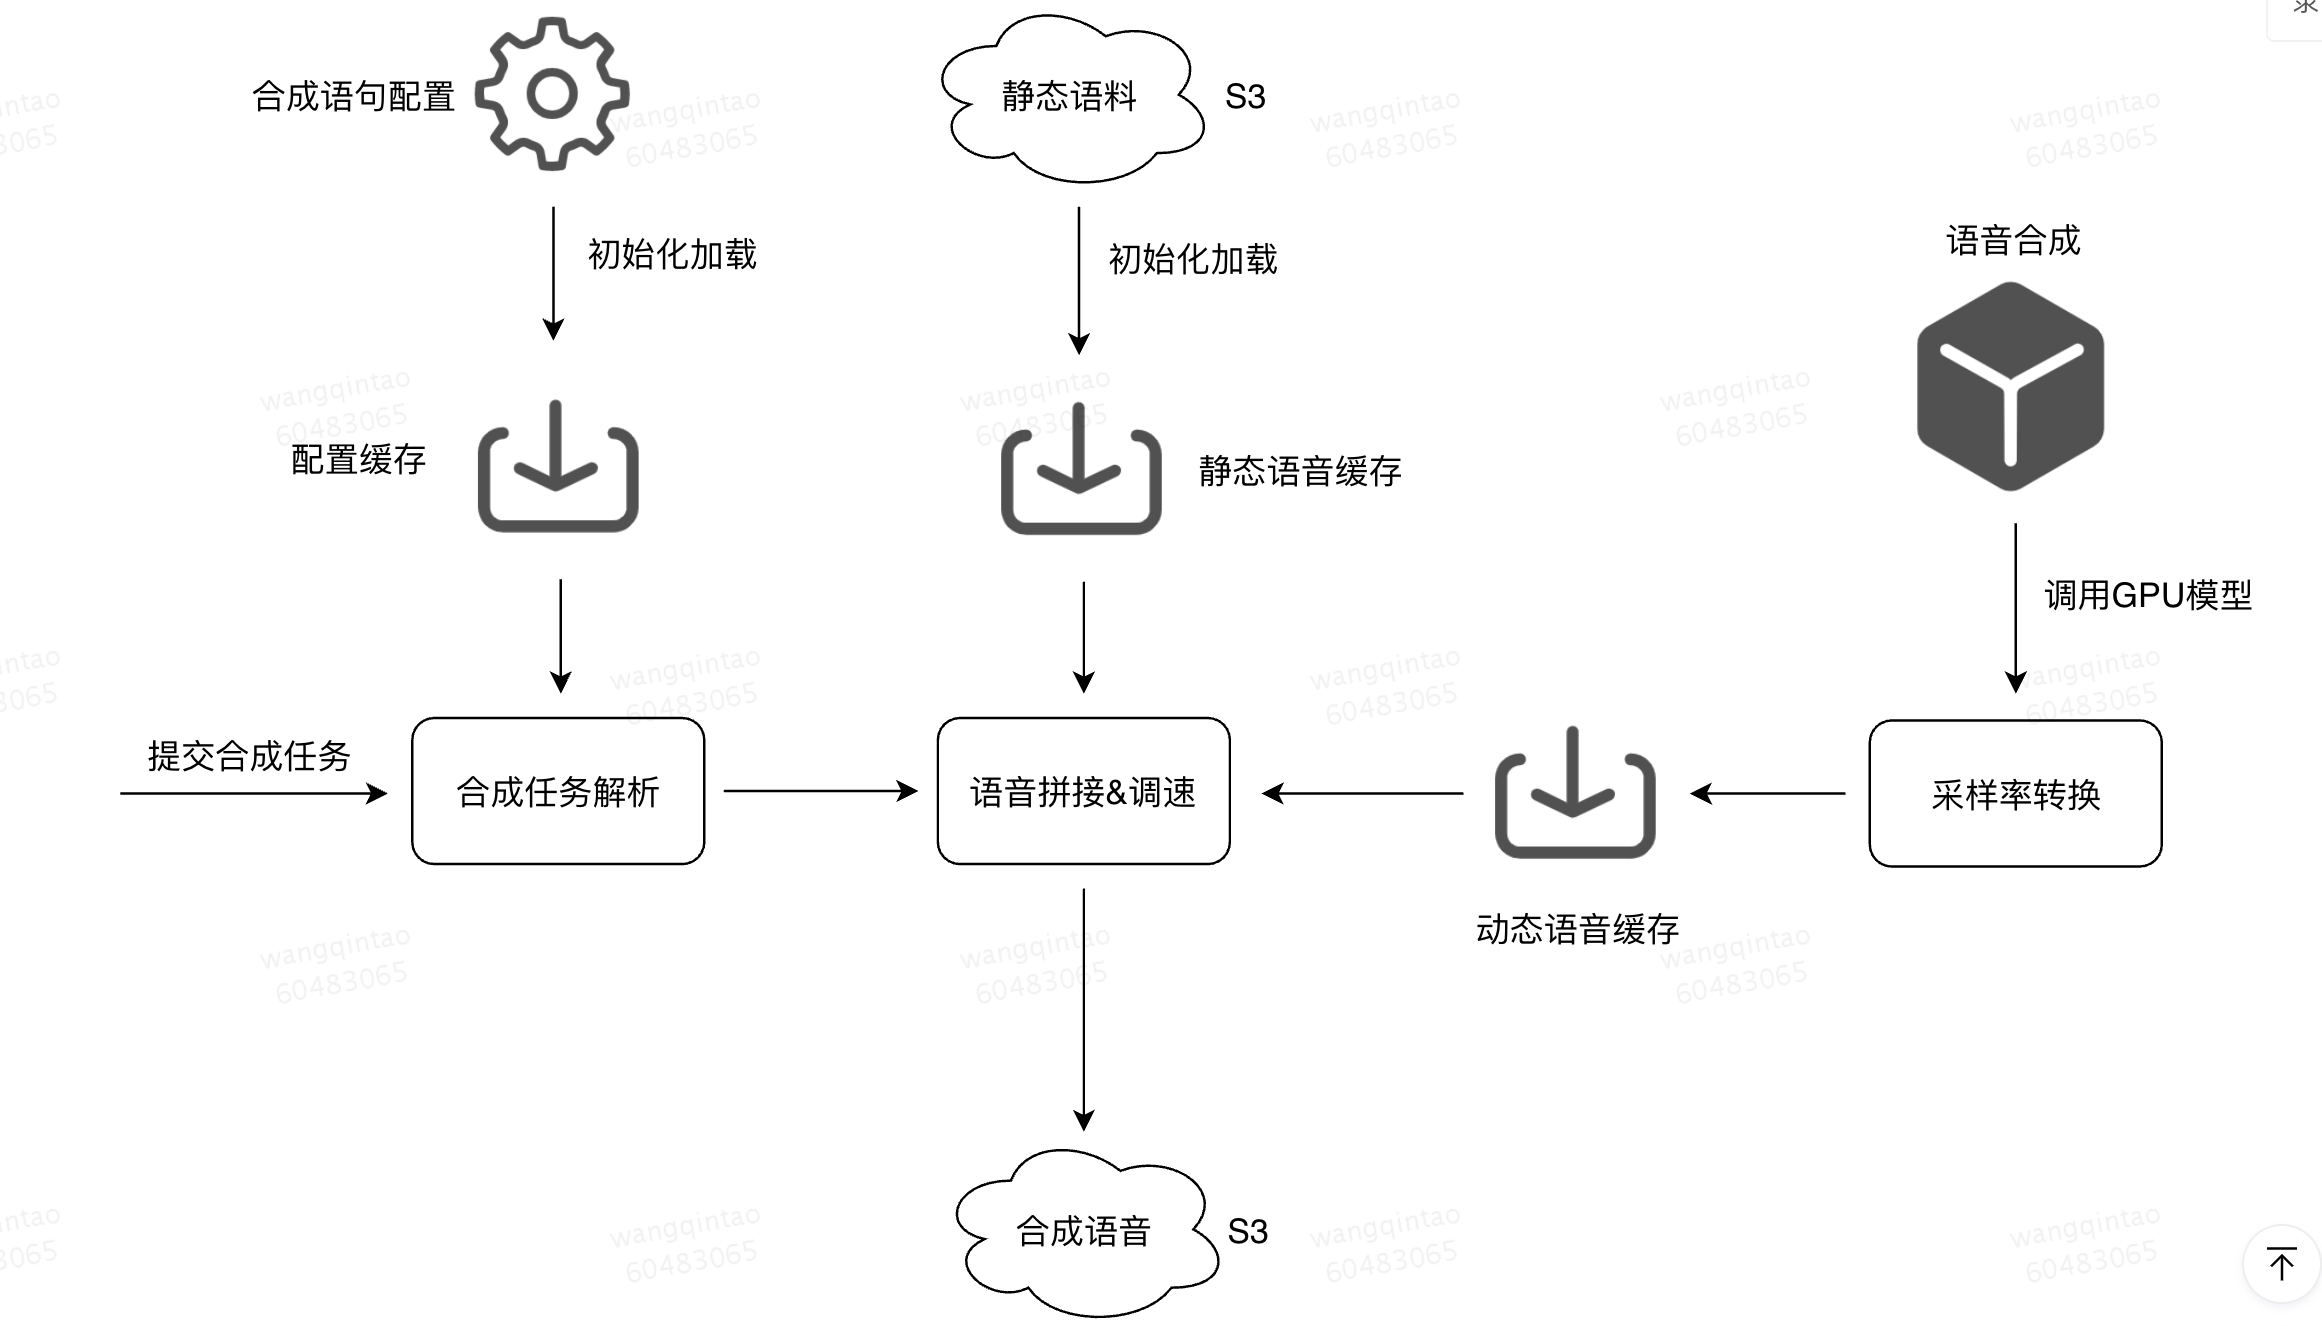 合成语句配置
静态语料
S3
初始化加载
初始化加载
语音合成
配置缓存
静态语音缓存
调用GPU模型
提交合成任务
合成任务解析
语音拼接&调速
采样率转换
动态语音缓存
合成语音
S3
wangqintao
60483065